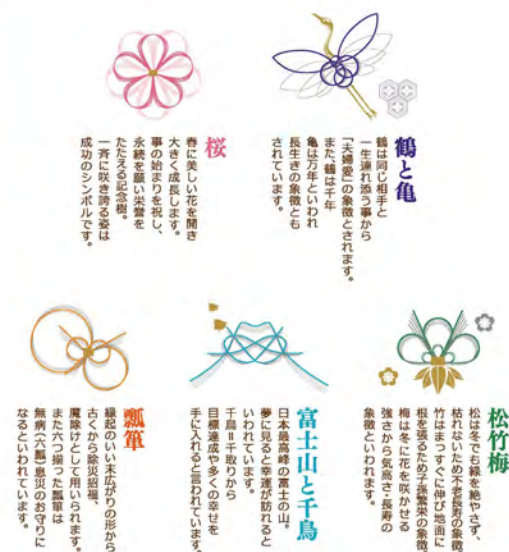 鶴と亀
鶴は同じ相手と
一生連れ添う事から
「夫婦愛」の象徴とされます。
また、鶴は千年
亀は万年といわれ
長生きの象徴とも
されています。
桜
春に美しい花を開き
大きく成長します。
事の始まりを祝し、
永続を願い栄誉を
たたえる記念樹。
一斉に咲き誇る姿は
成功のシンボルです。
松竹梅
松は冬でも緑を絶やさず、
枯れないため不老長寿の象徴
竹はまっすぐに伸び地面に
根を張るため子孫繁栄の象徴
梅は冬に花を咲かせる
強さから気高さ・長寿の
象徴といわれます。
富士山と千鳥
日本最高峰の富士の山。
夢に見ると幸運が訪れると
いわれています。
千鳥＝千取りから
目標達成や多くの幸せを
手に入れると言われています。
瓢箪
縁起のいい末広がりの形から
古くから除災招福、
魔除けとして用いられます。
また六つ揃った瓢箪は
無病（六瓢）息災のお守りに
なるといわれています。